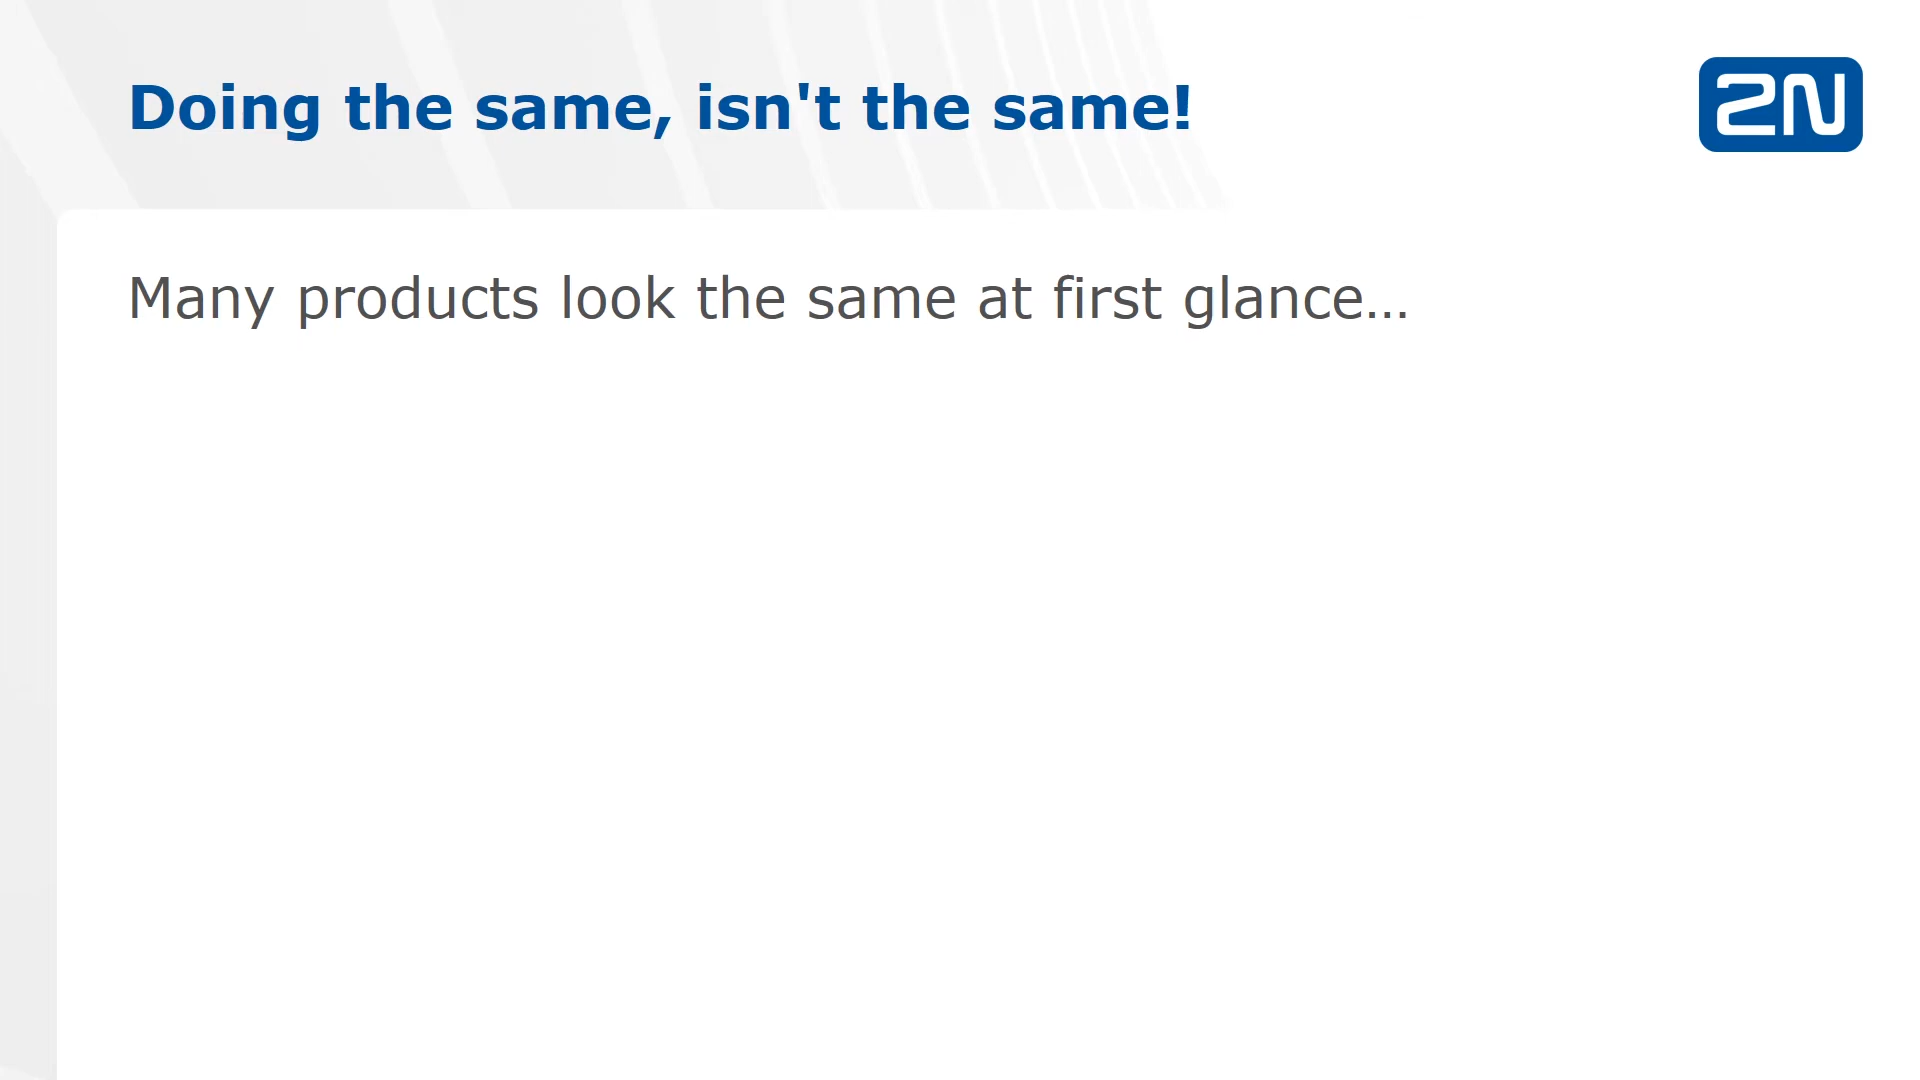 Doing the same, isn't the same!
2N
Many products look the same at first glance…